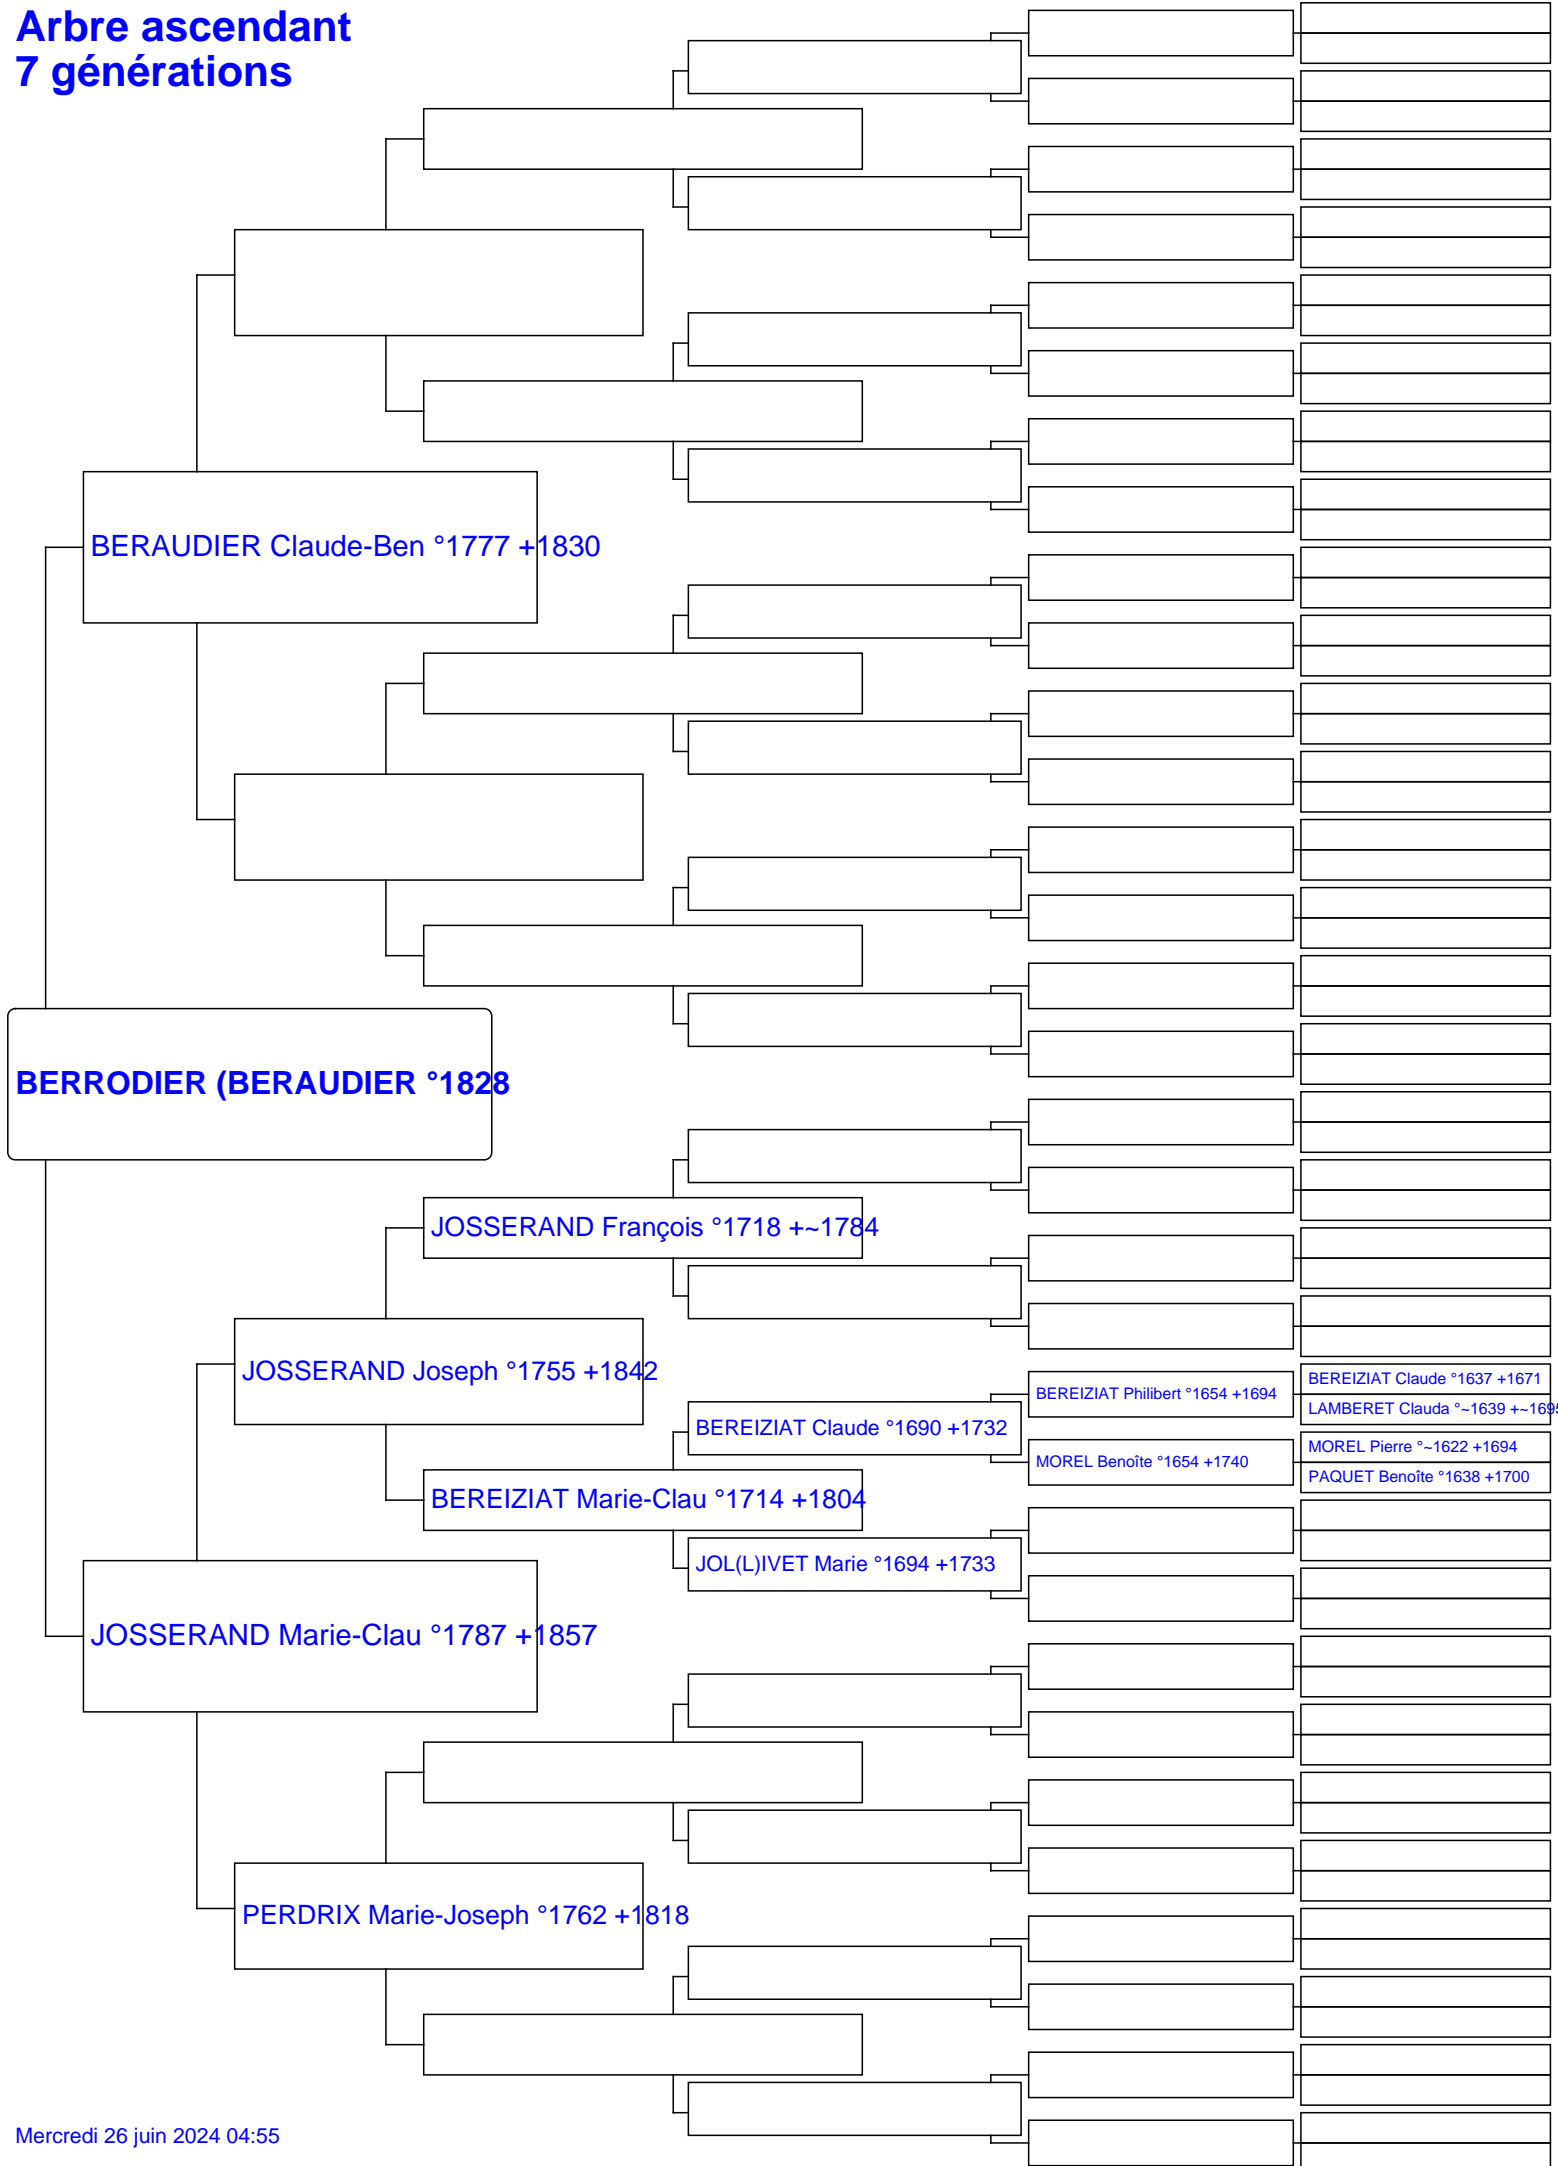 Arbre ascendant
7 générations
BERAUDIER Claude-Ben °1777 +1830
BERRODIER (BERAUDIER °1828
JOSSERAND François °1718 +~1784
JOSSERAND Joseph °1755 +1842
BEREIZIAT Claude °1637 +1671
BEREIZIAT Philibert °1654 +1694
LAMBERET Clauda °~1639 +~1695
BEREIZIAT Claude °1690 +1732
MOREL Pierre °~1622 +1694
MOREL Benoîte °1654 +1740
PAQUET Benoîte °1638 +1700
BEREIZIAT Marie-Clau °1714 +1804
JOL(L)IVET Marie °1694 +1733
JOSSERAND Marie-Clau °1787 +1857
PERDRIX Marie-Joseph °1762 +1818
Mercredi 26 juin 2024 04:55